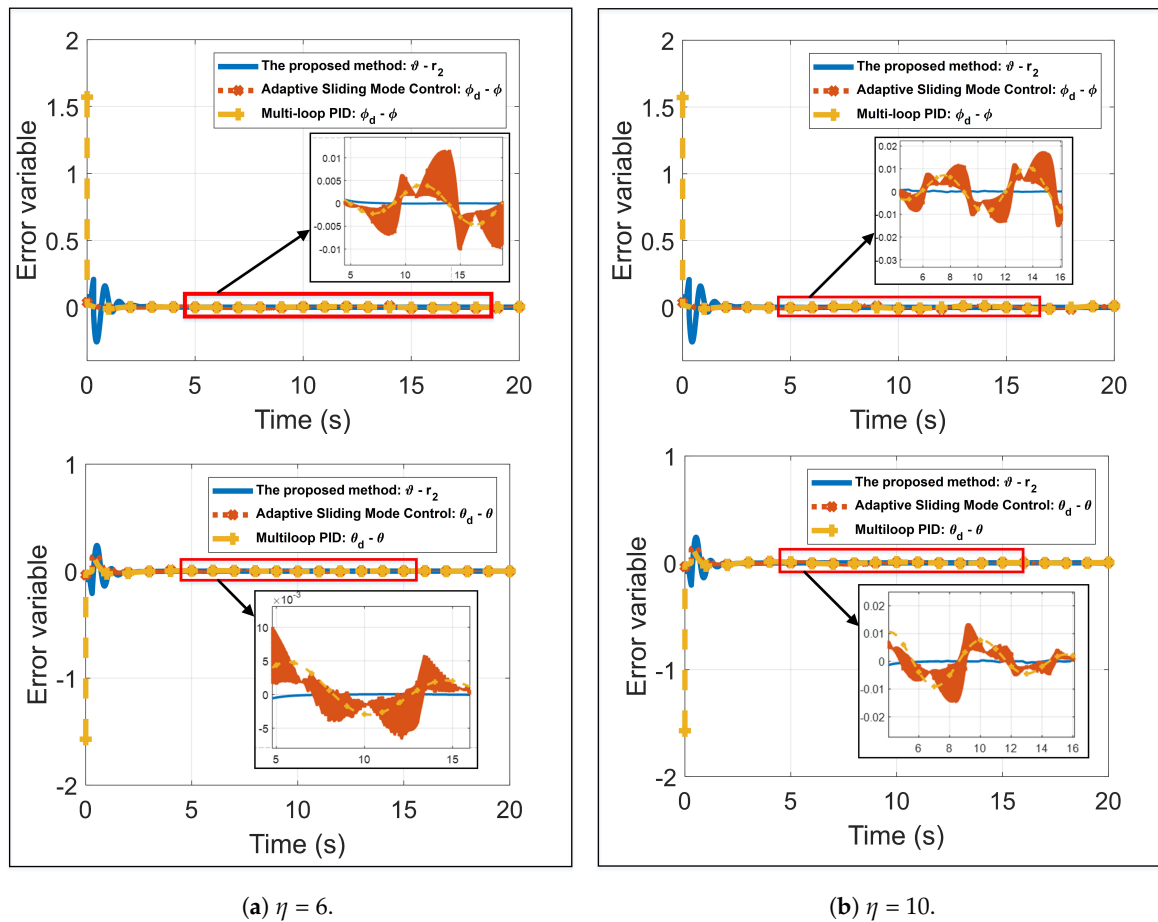 2
1.5
1
0.5
0
Error variable
The proposed method: ϑ - r2
Adaptive Sliding Mode Control: ϕd - ϕ
Multi-loop PID: ϕd - ϕ
0.01
0.005
0
-0.005
-0.01
5 10 15
0 5 10 15 20
Time (s)
1
0
-1
-2
Error variable
The proposed method: ϑ - r2
Adaptive Sliding Mode Control: θd - θ
Multiloop PID: θd - θ
×10-3
10
5
0
-5
5 10 15
0 5 10 15 20
Time (s)
(a) η = 6.
2
1.5
1
0.5
0
Error variable
The proposed method: ϑ - r2
Adaptive Sliding Mode Control: ϕd - ϕ
Multi-loop PID: ϕd - ϕ
0.02
0.01
0
-0.01
-0.02
-0.03
6 8 10 12 14 16
0 5 10 15 20
Time (s)
1
0
-1
-2
Error variable
The proposed method: ϑ - r2
Adaptive Sliding Mode Control: θd - θ
Multiloop PID: θd - θ
0.02
0.01
0
-0.01
-0.02
6 8 10 12 14 16
0 5 10 15 20
Time (s)
(b) η = 10.